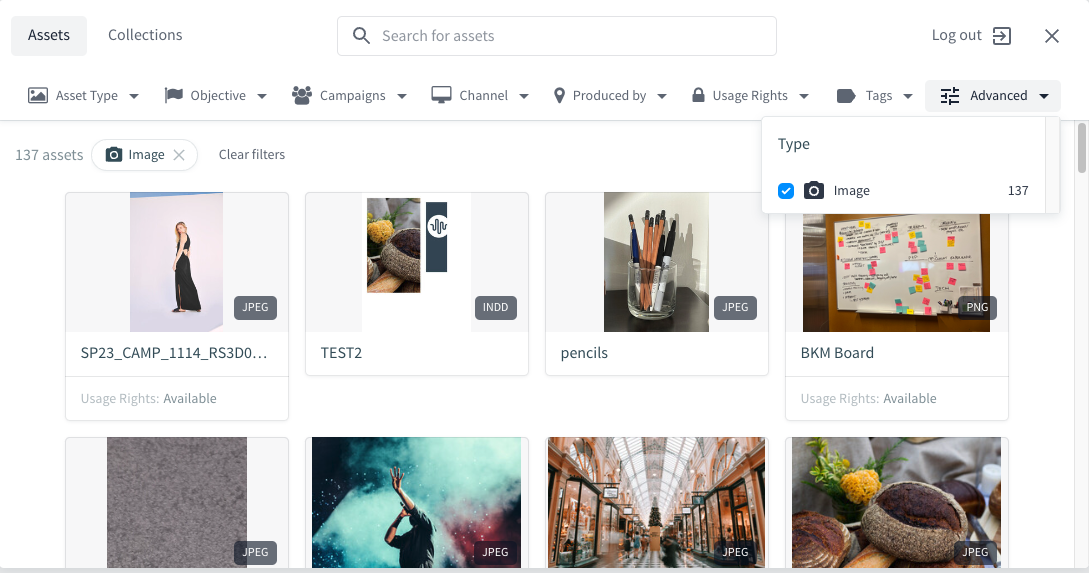 Assets Collections Search for assets Log out
Asset Type Objective Campaigns Channel Produced by Usage Rights Tags Advanced
Type
137 assets Image Clear filters
Image 137
JPEG INDD JPEG PNG
SP23_CAMP_1114_RS3D0… TEST2 pencils BKM Board
Usage Rights: Available Usage Rights: Available
JPEG JPEG JPEG JPEG